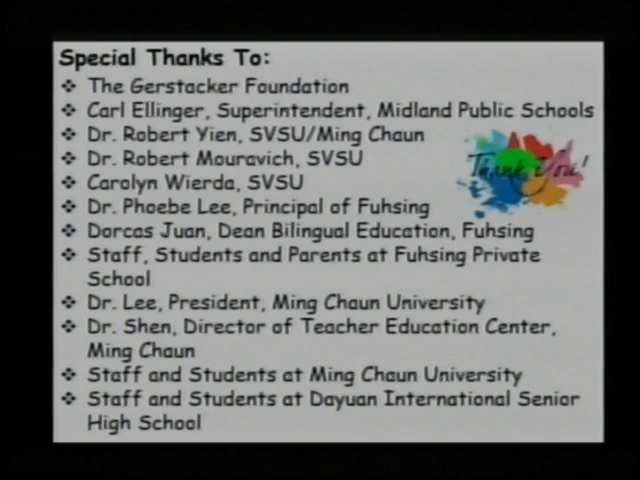 Special Thanks To:
❖ The Gerstacker Foundation
❖ Carl Ellinger, Superintendent, Midland Public Schools
❖ Dr. Robert Yien, SVSU/Ming Chaun
❖ Dr. Robert Mouravich, SVSU
❖ Carolyn Wierda, SVSU
❖ Dr. Phoebe Lee, Principal of Fuhsing
❖ Dorcas Juan, Dean Bilingual Education, Fuhsing
❖ Staff, Students and Parents at Fuhsing Private
School
❖ Dr. Lee, President, Ming Chaun University
❖ Dr. Shen, Director of Teacher Education Center,
Ming Chaun
❖ Staff and Students at Ming Chaun University
❖ Staff and Students at Dayuan International Senior
High School
Thank You!